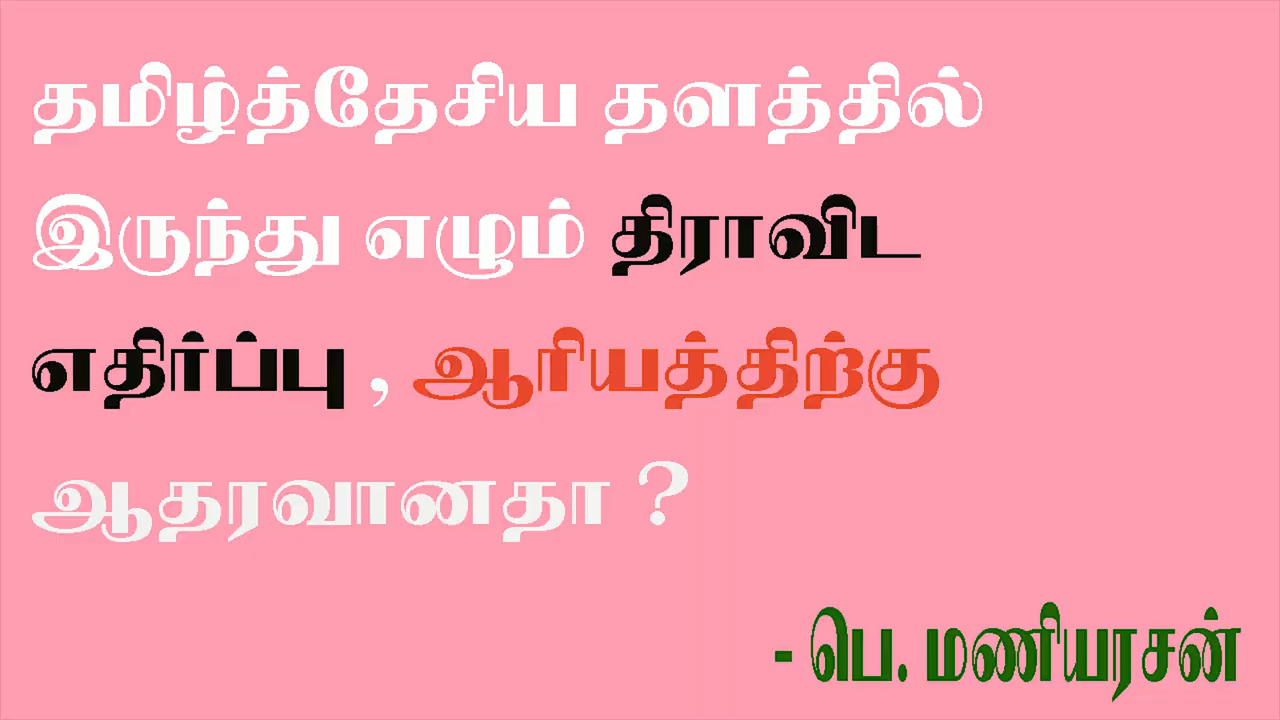 தமிழ்த்தேசிய தளத்தில்
இருந்து எழும் திராவிட
எதிர்ப்பு , ஆரியத்திற்கு
ஆதரவானதா ?
- பெ. மணியரசன்